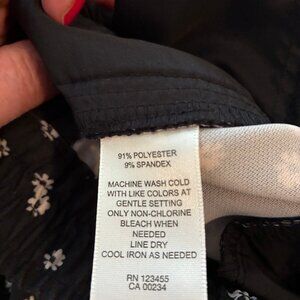 91% POLYESTER
9% SPANDEX
MACHINE WASH COLD
WITH LIKE COLORS AT
GENTLE SETTING
ONLY NON-CHLORINE
BLEACH WHEN
NEEDED
LINE DRY
COOL IRON AS NEEDED
RN 123455
CA 00234